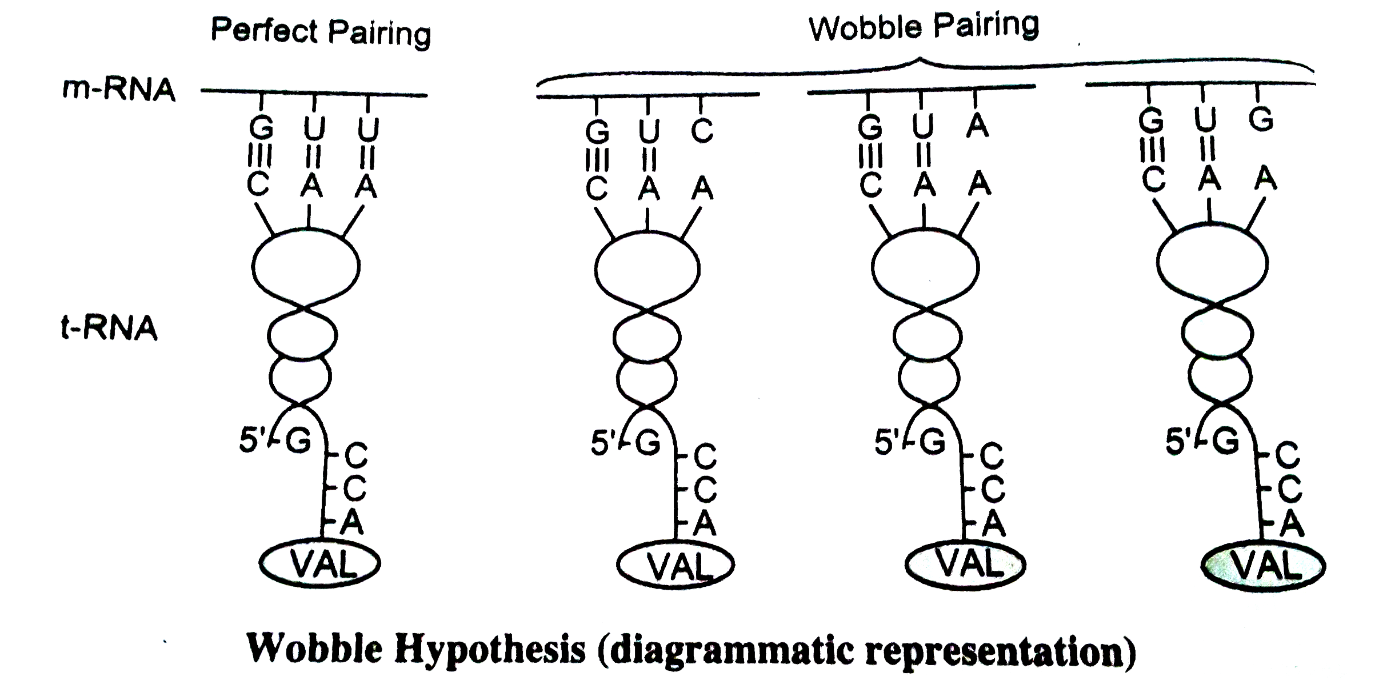 Perfect Pairing Wobble Pairing
m-RNA
G U U G U C G U A G U G
C A A C A A C A A C A A
t-RNA
5' G 5' G 5' G 5' G
C C C C
C C C C
A A A A
VAL VAL VAL VAL
Wobble Hypothesis (diagrammatic representation)